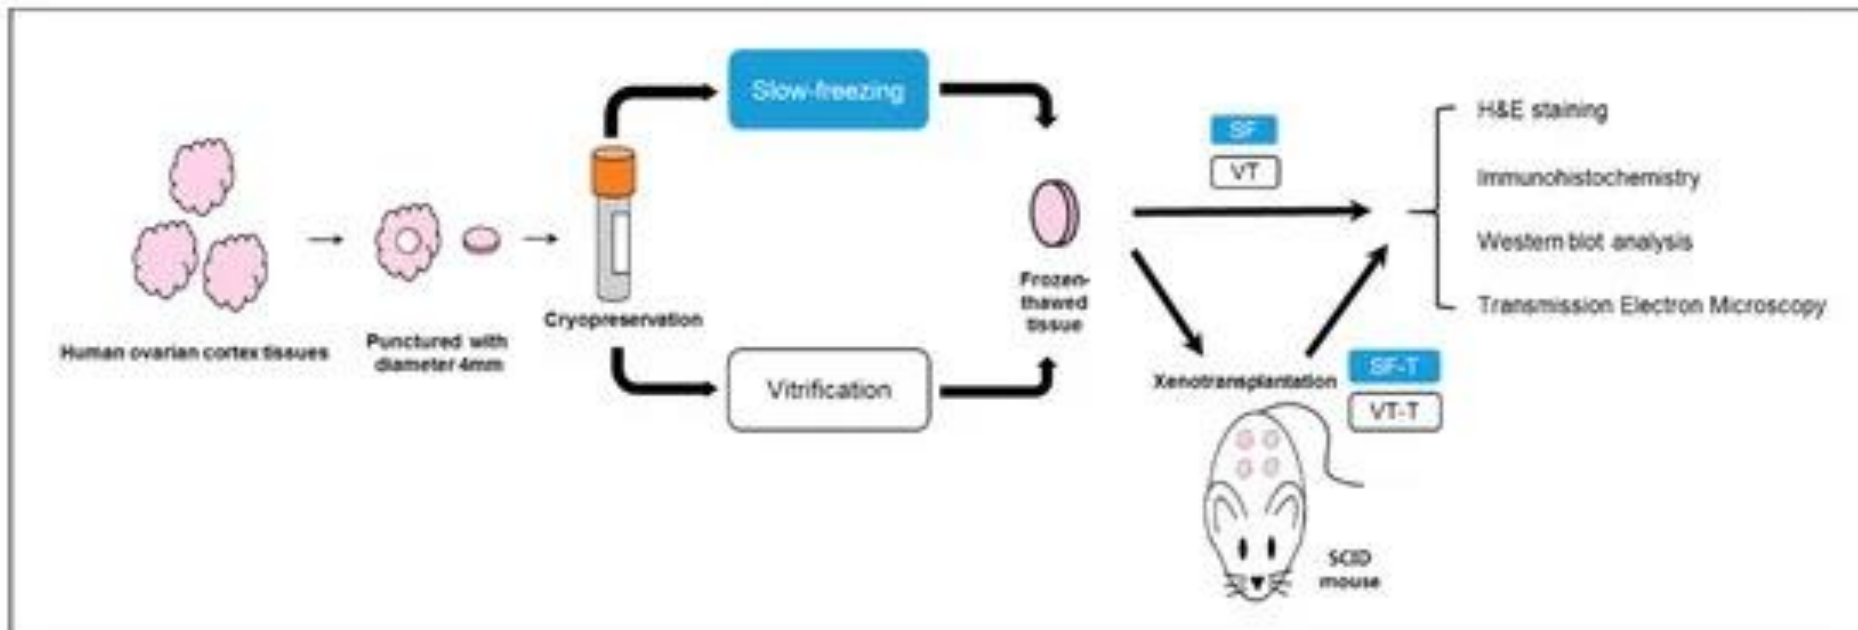 Human ovarian cortex tissues
Punctured with
diameter 4mm
Cryopreservation
Slow-freezing
Vitrification
Frozen-
thawed
tissue
SF
VT
Xenotransplantation
SF-T
VT-T
SCID
mouse
H&E staining
Immunohistochemistry
Western blot analysis
Transmission Electron Microscopy